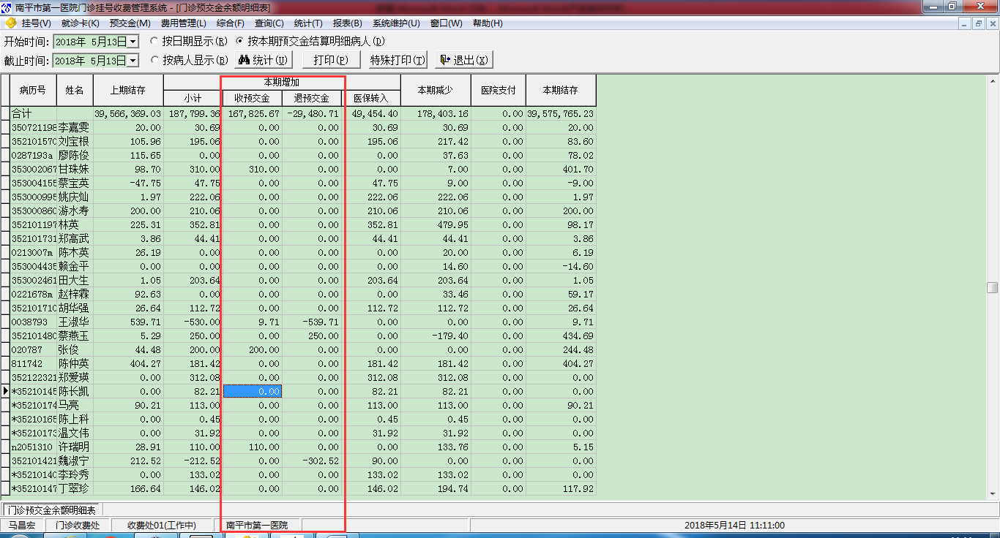 南平市第一医院门诊挂号收费管理系统 - [门诊预交金余额明细表]
挂号(V) 就诊卡(K) 预交金(M) 费用管理(L) 综合(F) 查询(C) 统计(T) 报表(B) 系统维护(U) 窗口(W) 帮助(H)
开始时间: 2018年 5月13日 按日期显示(R) 按本期预交金结算明细病人(D)
截止时间: 2018年 5月13日 按病人显示(B) 统计(U) 打印(P) 特殊打印(T) 退出(X)
病历号 姓名 上期结存 本期增加 本期减少 医院支付 本期结存
小计 收预交金 退预交金 医保转入
合计 39,566,369.03 187,799.36 167,825.67 -29,480.71 49,454.40 178,403.16 0.00 39,575,765.23
350721198 李嘉雯 20.00 30.69 0.00 0.00 30.69 30.69 0.00 20.00
352101570 刘宝根 105.96 195.06 0.00 0.00 195.06 217.42 0.00 83.60
0287193a 廖陈俊 115.65 0.00 0.00 0.00 0.00 37.63 0.00 78.02
353002067 甘珠妹 98.70 310.00 310.00 0.00 0.00 7.00 0.00 401.70
353004155 蔡宝英 -47.75 47.75 0.00 0.00 47.75 9.00 0.00 -9.00
353000995 姚庆灿 1.97 222.06 0.00 0.00 222.06 222.06 0.00 1.97
353000860 游水寿 200.00 210.06 0.00 0.00 210.06 210.06 0.00 200.00
352101197 林英 225.31 352.81 0.00 0.00 352.81 479.95 0.00 98.17
352101731 郑高武 3.86 44.41 0.00 0.00 44.41 44.41 0.00 3.86
0213007m 陈木英 26.19 0.00 0.00 0.00 0.00 20.00 0.00 6.19
353004435 赖金平 0.00 0.00 0.00 0.00 0.00 14.60 0.00 -14.60
353002461 田大生 1.05 203.64 0.00 0.00 203.64 203.64 0.00 1.05
0221678m 赵梓霖 92.63 0.00 0.00 0.00 0.00 33.46 0.00 59.17
352101710 胡华强 26.64 112.72 0.00 0.00 112.72 112.72 0.00 26.64
0038793 王淑华 539.71 -530.00 9.71 -539.71 0.00 0.00 0.00 9.71
352101480 蔡燕玉 5.29 250.00 0.00 250.00 0.00 -179.40 0.00 434.69
020787 张俊 44.48 200.00 200.00 0.00 0.00 0.00 0.00 244.48
811742 陈仲英 404.27 181.42 0.00 0.00 181.42 181.42 0.00 404.27
352122321 郑爱瑛 0.00 312.08 0.00 0.00 312.08 312.08 0.00 0.00
*35210145 陈长凯 0.00 82.21 0.00 0.00 82.21 82.21 0.00 0.00
*35210174 马亮 90.21 113.00 0.00 0.00 113.00 113.00 0.00 90.21
*35210165 陈上科 0.00 0.45 0.00 0.00 0.45 0.45 0.00 0.00
*35210173 温文伟 0.00 31.92 0.00 0.00 31.92 31.92 0.00 0.00
n2051310 许瑞明 28.91 110.00 110.00 0.00 0.00 133.76 0.00 5.15
352101421 魏淑宁 212.52 -212.52 0.00 -302.52 90.00 0.00 0.00 0.00
*35210140 李玲秀 0.00 133.02 0.00 0.00 133.02 133.02 0.00 0.00
*35210147 丁翠珍 166.64 146.02 0.00 0.00 146.02 194.74 0.00 117.92
门诊预交金余额明细表
马昌宏 门诊收费处 收费处01(工作中) 南平市第一医院 2018年5月14日 11:11:00